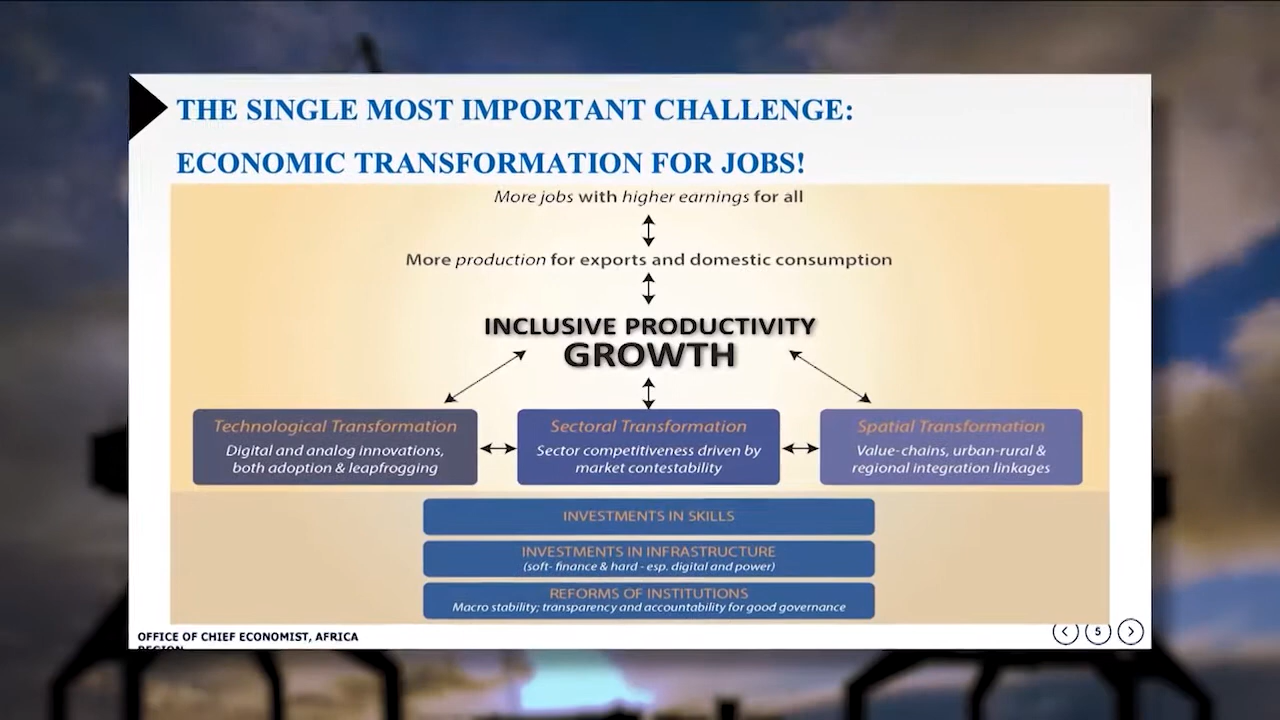 THE SINGLE MOST IMPORTANT CHALLENGE:
ECONOMIC TRANSFORMATION FOR JOBS!
More jobs with higher earnings for all
More production for exports and domestic consumption
INCLUSIVE PRODUCTIVITY
GROWTH
Technological Transformation
Digital and analog innovations,
both adoption & leapfrogging
Sectoral Transformation
Sector competitiveness driven by
market contestability
Spatial Transformation
Value-chains, urban-rural &
regional integration linkages
INVESTMENTS IN SKILLS
INVESTMENTS IN INFRASTRUCTURE
(soft- finance & hard - esp. digital and power)
REFORMS OF INSTITUTIONS
Macro stability; transparency and accountability for good governance
OFFICE OF CHIEF ECONOMIST, AFRICA
REGION
5